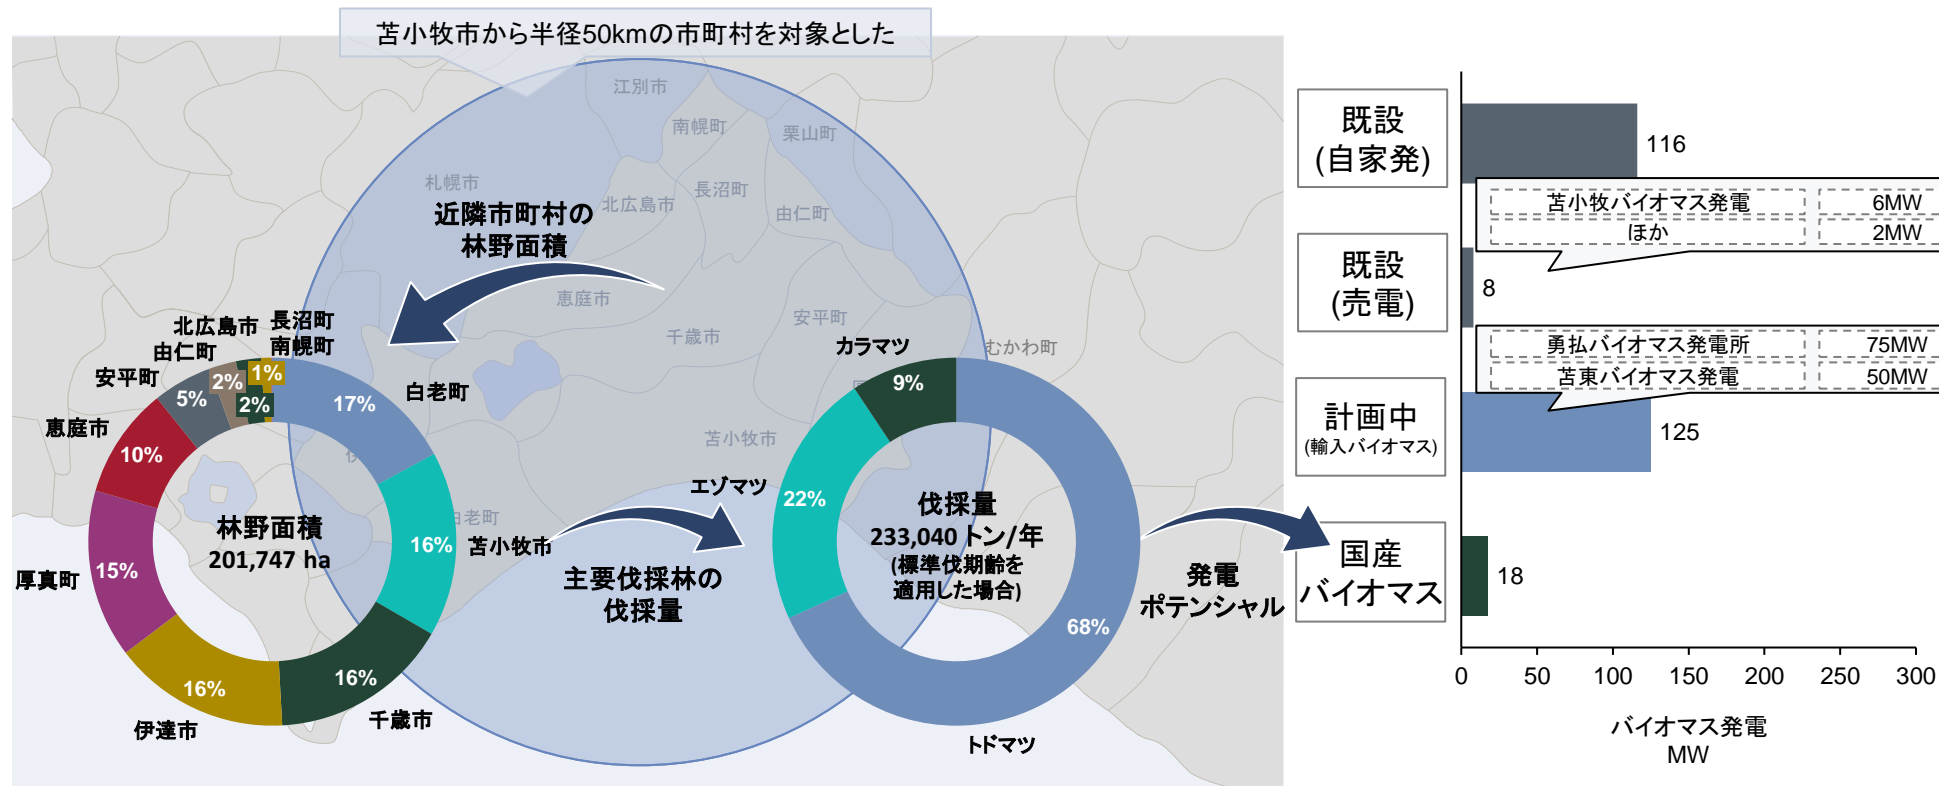 苫小牧市から半径50kmの市町村を対象とした
江別市
南幌町
栗山町
札幌市
北広島市
長沼町
由仁町
恵庭市
千歳市
安平町
むかわ町
苫小牧市
白老町
近隣市町村の
林野面積
長沼町
南幌町
北広島市
由仁町
安平町
恵庭市
厚真町
伊達市
千歳市
苫小牧市
白老町
17%
16%
16%
16%
15%
10%
5%
2%
2%
1%
林野面積
201,747 ha
主要伐採林の
伐採量
カラマツ
エゾマツ
トドマツ
9%
22%
68%
伐採量
233,040 トン/年
(標準伐期齢を
適用した場合)
発電
ポテンシャル
既設
(自家発)
116
苫小牧バイオマス発電 6MW
ほか 2MW
既設
(売電)
8
勇払バイオマス発電所 75MW
苫東バイオマス発電 50MW
計画中
(輸入バイオマス)
125
国産
バイオマス
18
0 50 100 150 200 250 300
バイオマス発電
MW